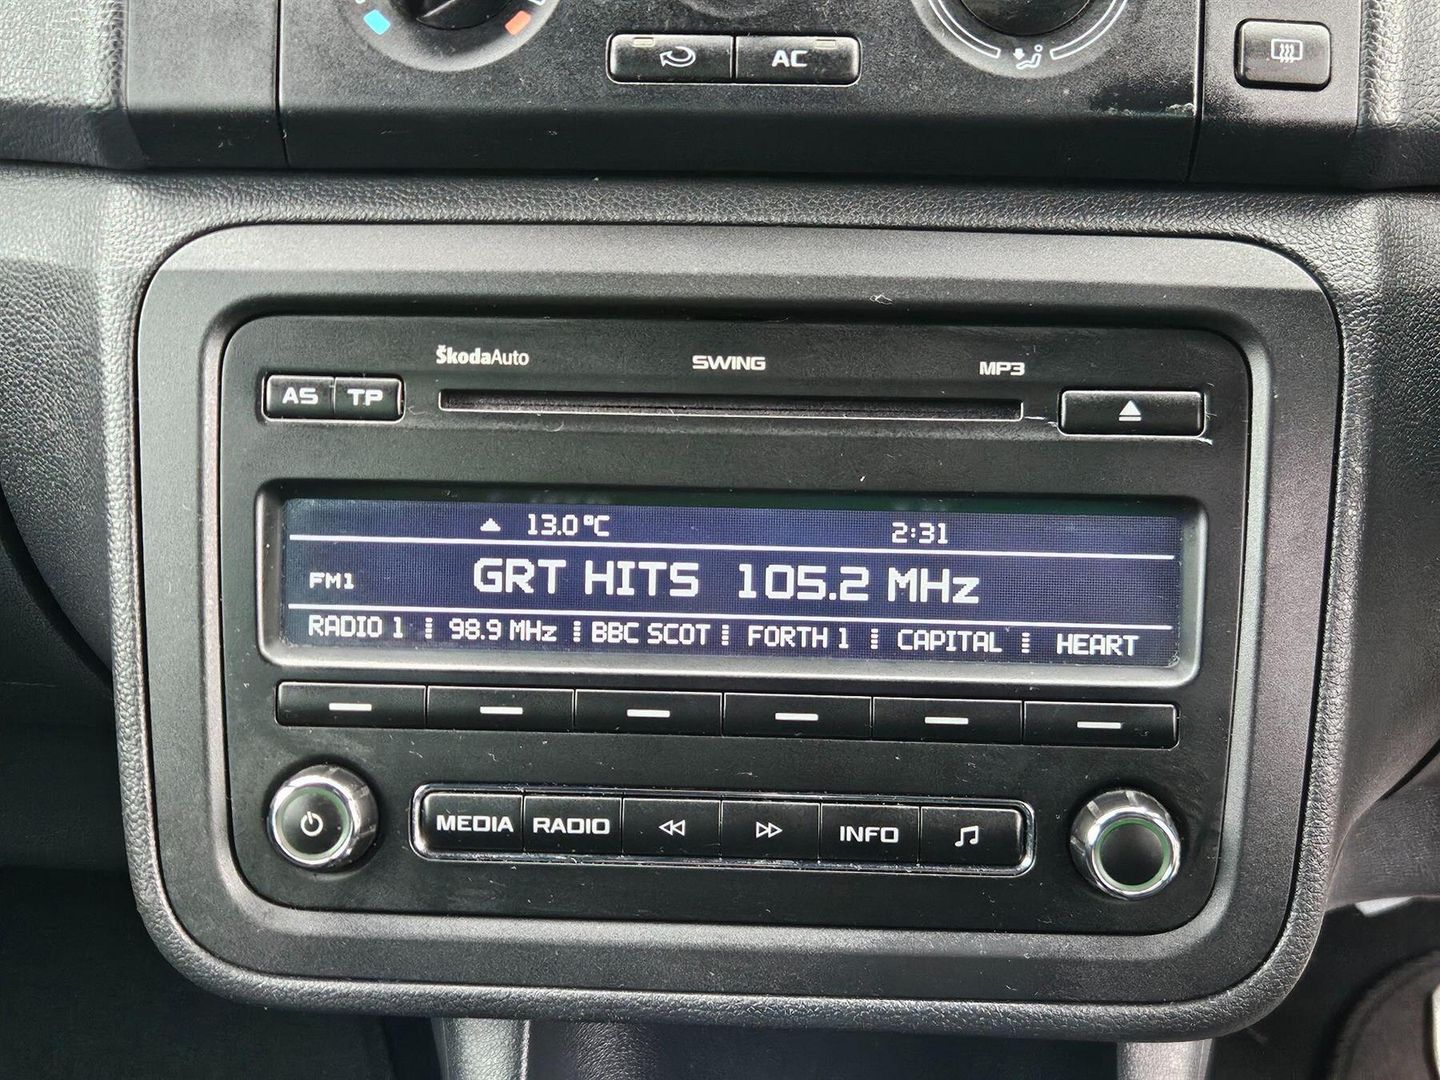 AC
ŠkodaAuto SWING MP3
AS TP
13.0 °C 2:31
FM1 GRT HITS 105.2 MHz
RADIO 1 98.9 MHz BBC SCOT FORTH 1 CAPITAL HEART
MEDIA RADIO INFO